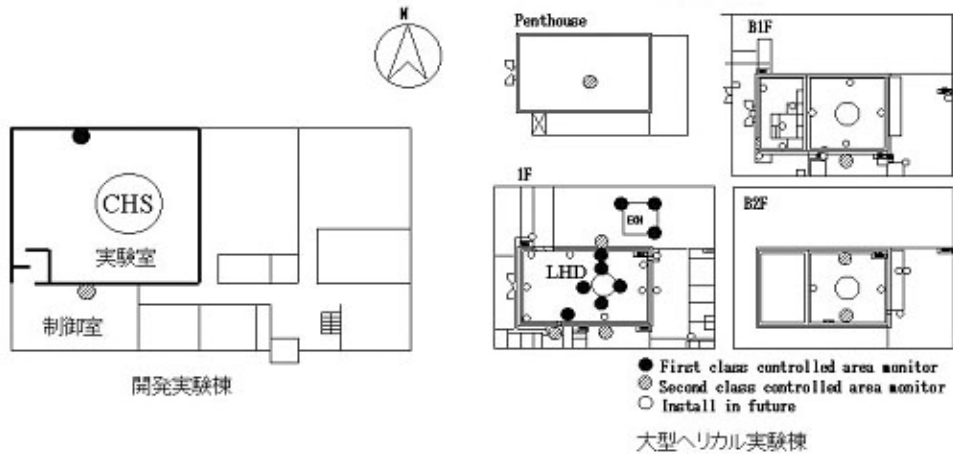 N
CHS
実験室
制御室
開発実験棟
Penthouse
B1F
1F
LHD
B2F
First class controlled area monitor
Second class controlled area monitor
Install in future
大型ヘリカル実験棟